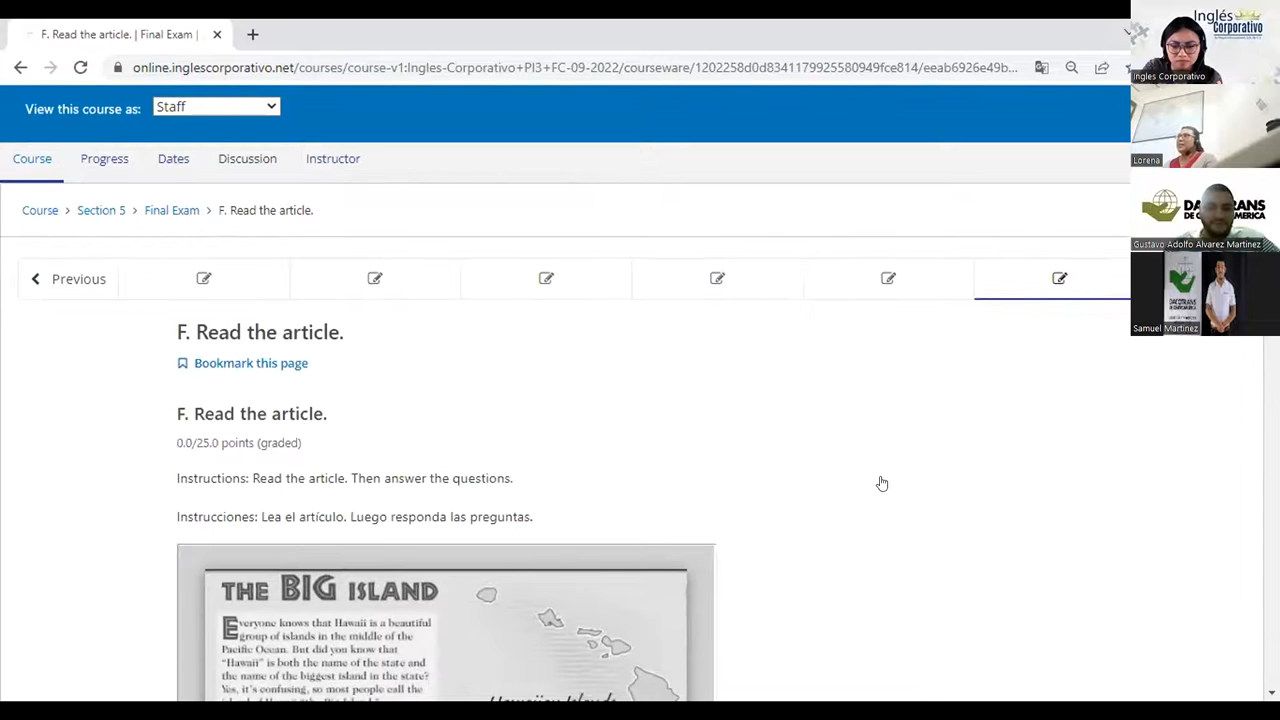 F. Read the article. | Final Exam |
online.inglescorporativo.net/courses/course-v1:Ingles-Corporativo+PI3+FC-09-2022/courseware/1202258d0d8341179925580949fce814/eeab6926e49b...
View this course as: Staff
Course Progress Dates Discussion Instructor
Course > Section 5 > Final Exam > F. Read the article.
Previous
F. Read the article.
Bookmark this page
F. Read the article.
0.0/25.0 points (graded)
Instructions: Read the article. Then answer the questions.
Instrucciones: Lea el artículo. Luego responda las preguntas.
THE BIG ISLAND
Everyone knows that Hawaii is a beautiful
group of islands in the middle of the
Pacific Ocean. But did you know that
"Hawaii" is both the name of the state and
the name of the biggest island in the state?
Yes, it's confusing, so most people call the
Hawaiian Islands
Inglés
Corporativo
Ingles Corporativo
Lorena
Gustavo Adolfo Alvarez Martinez
Samuel Martinez